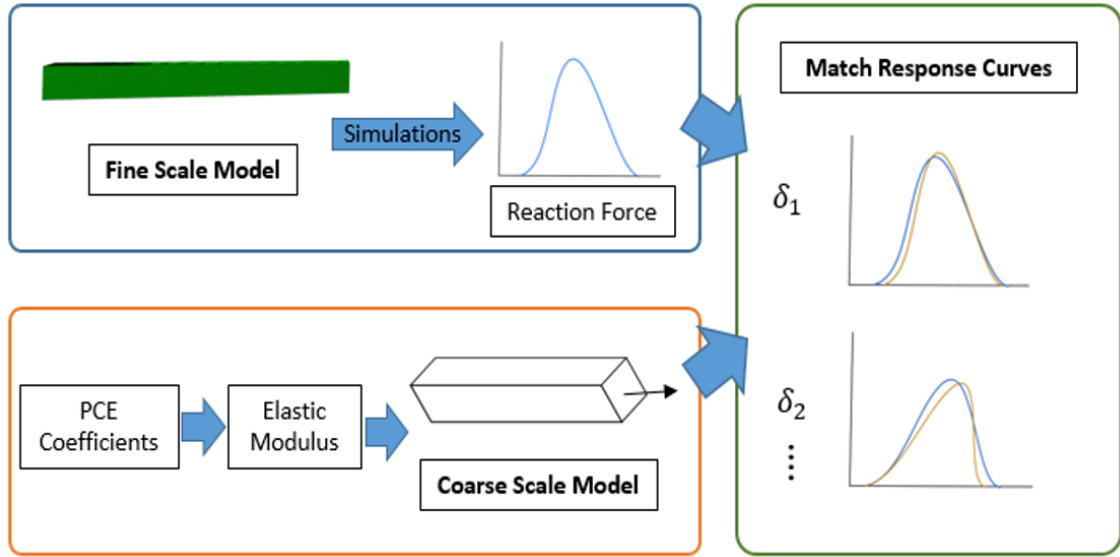 Fine Scale Model
Simulations
Reaction Force
PCE
Coefficients
Elastic
Modulus
Coarse Scale Model
Match Response Curves
δ1
δ2